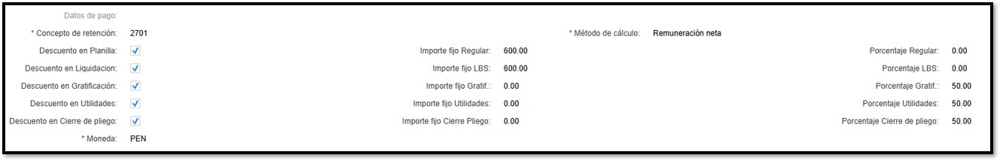 Datos de pago:
* Concepto de retención: 2701 * Método de cálculo: Remuneración neta
Descuento en Planilla: Importe fijo Regular: 600.00 Porcentaje Regular: 0.00
Descuento en Liquidacion: Importe fijo LBS: 600.00 Porcentaje LBS: 0.00
Descuento en Gratificación: Importe fijo Gratif.: 0.00 Porcentaje Gratif.: 50.00
Descuento en Utilidades: Importe fijo Utilidades: 0.00 Porcentaje Utilidades: 50.00
Descuento en Cierre de pliego: Importe fijo Cierre Pliego: 0.00 Porcentaje Cierre de pliego: 50.00
* Moneda: PEN